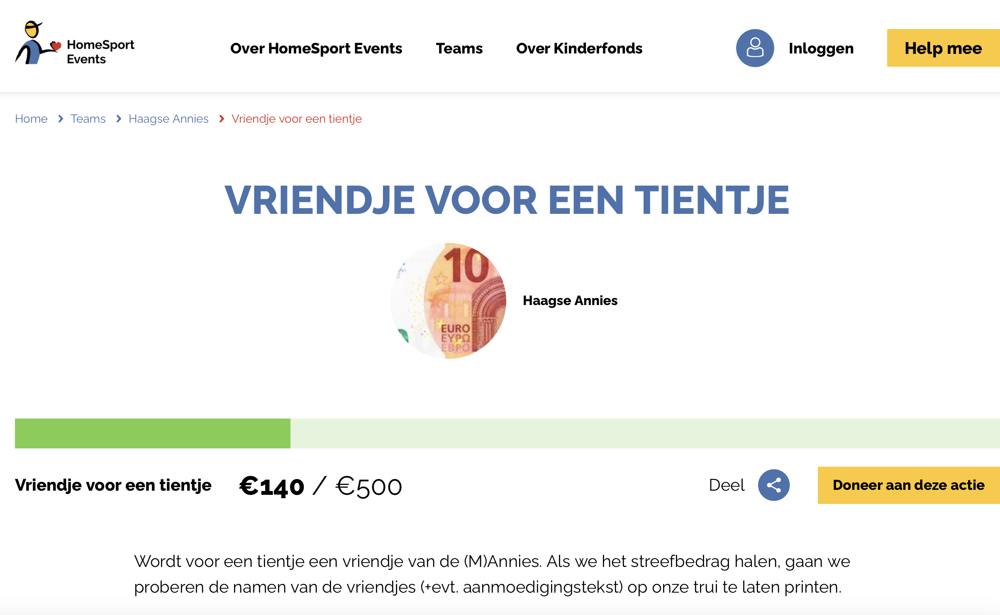 HomeSport
Events
Over HomeSport Events
Teams
Over Kinderfonds
Inloggen
Help mee
Home
Teams
Haagse Annies
Vriendje voor een tientje
VRIENDJE VOOR EEN TIENTJE
10
EURO
ΕΥΡΩ
ЕВРО
Haagse Annies
Vriendje voor een tientje
€140 / €500
Deel
Doneer aan deze actie
Wordt voor een tientje een vriendje van de (M)Annies. Als we het streefbedrag halen, gaan we
proberen de namen van de vriendjes (+evt. aanmoedigingstekst) op onze trui te laten printen.